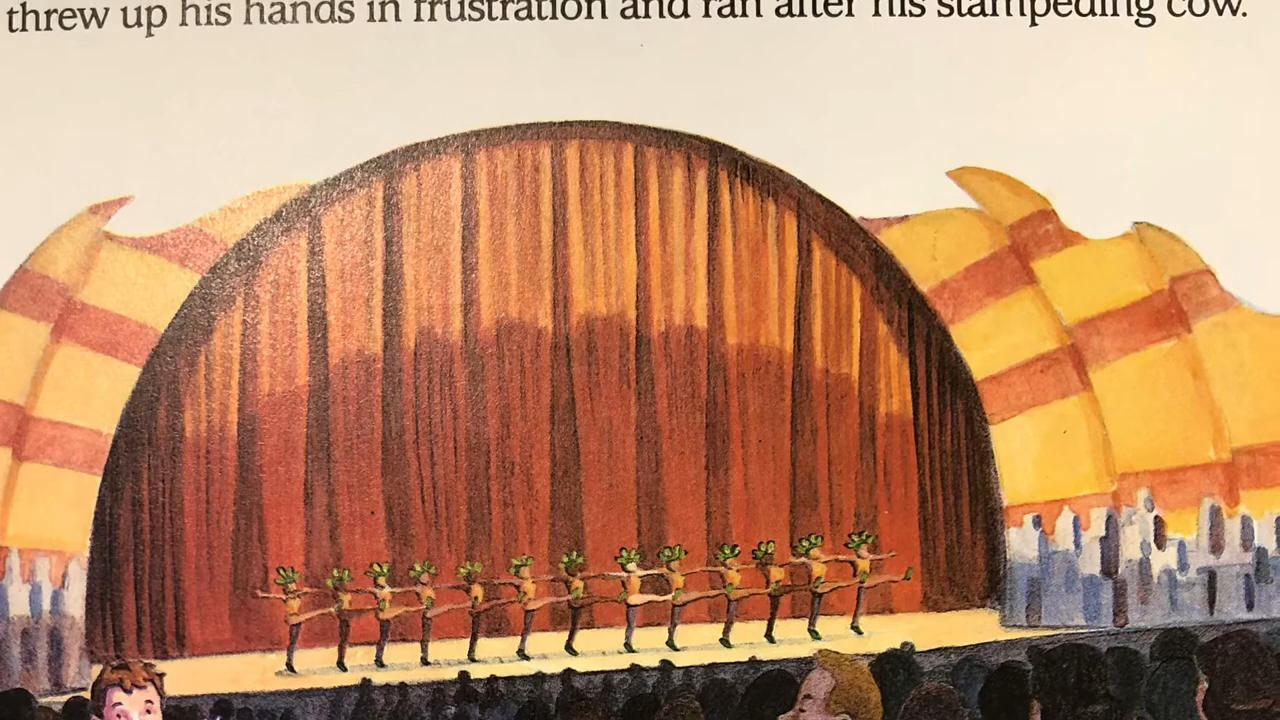 threw up his hands in frustration and ran after his stampeding cow.